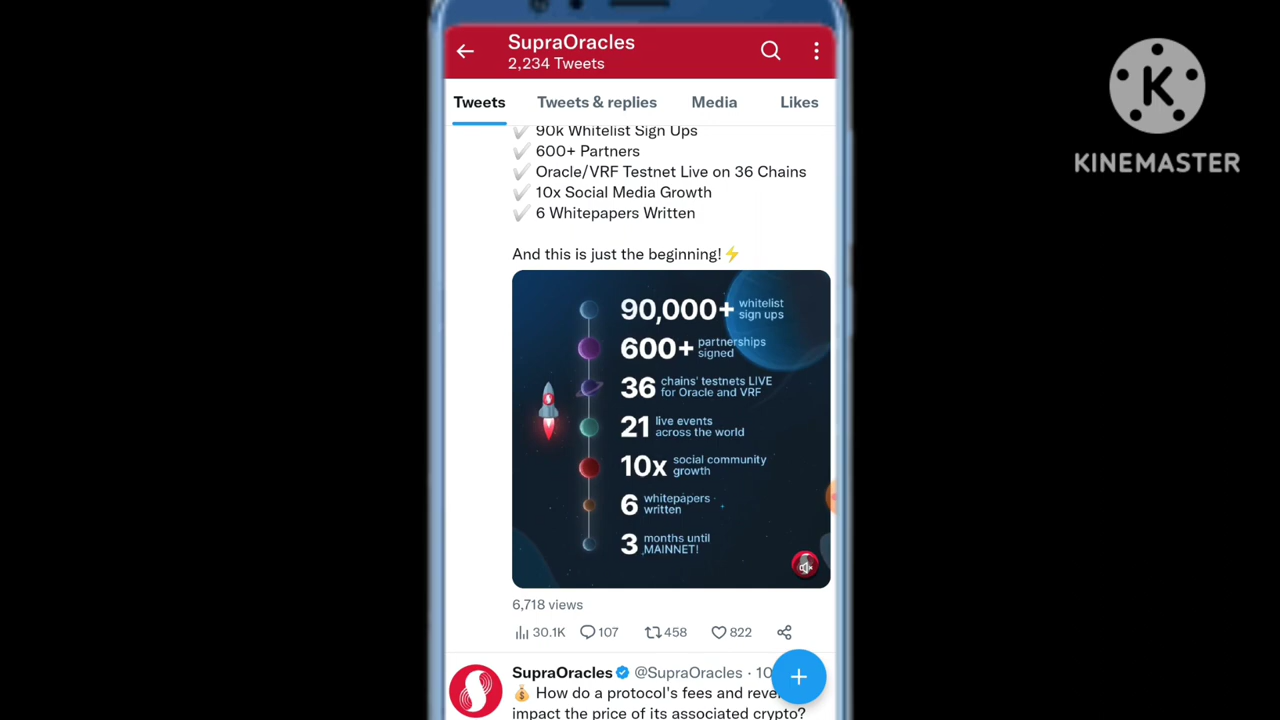 SupraOracles
2,234 Tweets
Tweets
Tweets & replies
Media
Likes
90k Whitelist Sign Ups
600+ Partners
Oracle/VRF Testnet Live on 36 Chains
10x Social Media Growth
6 Whitepapers Written
And this is just the beginning!⚡
90,000+ whitelist
sign ups
600+ partnerships
signed
36 chains' testnets LIVE
for Oracle and VRF
21 live events
across the world
10x social community
growth
6 whitepapers
written
3 months until
MAINNET!
6,718 views
30.1K 107 458 822
SupraOracles @SupraOracles · 10
💰 How do a protocol's fees and reve
impact the price of its associated crypto?
K
KINEMASTER